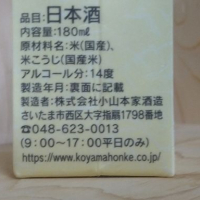 品目:日本酒
内容量:180mℓ
原材料名:米(国産)、
米こうじ(国産米)
アルコール分:14度
製造年月:裏面に記載
製造者:株式会社小山本家酒造
さいたま市西区大字指扇1798番地
☎048-623-0013
(9:00〜17:00平日のみ)
https://www.koyamahonke.co.jp/